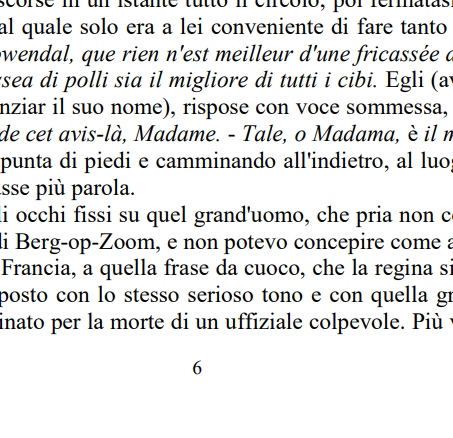 scorse in un istante tutto il circolo, poi fermatasi
al quale solo era a lei conveniente di fare tanto
owendal, que rien n'est meilleur d'une fricassée d
ssea di polli sia il migliore di tutti i cibi. Egli (av
nziar il suo nome), rispose con voce sommessa,
de cet avis-là, Madame. - Tale, o Madama, è il m
punta di piedi e camminando all'indietro, al luog
asse più parola.
li occhi fissi su quel grand'uomo, che pria non co
di Berg-op-Zoom, e non potevo concepire come a
Francia, a quella frase da cuoco, che la regina si
posto con lo stesso serioso tono e con quella gr
inato per la morte di un uffiziale colpevole. Più v
6